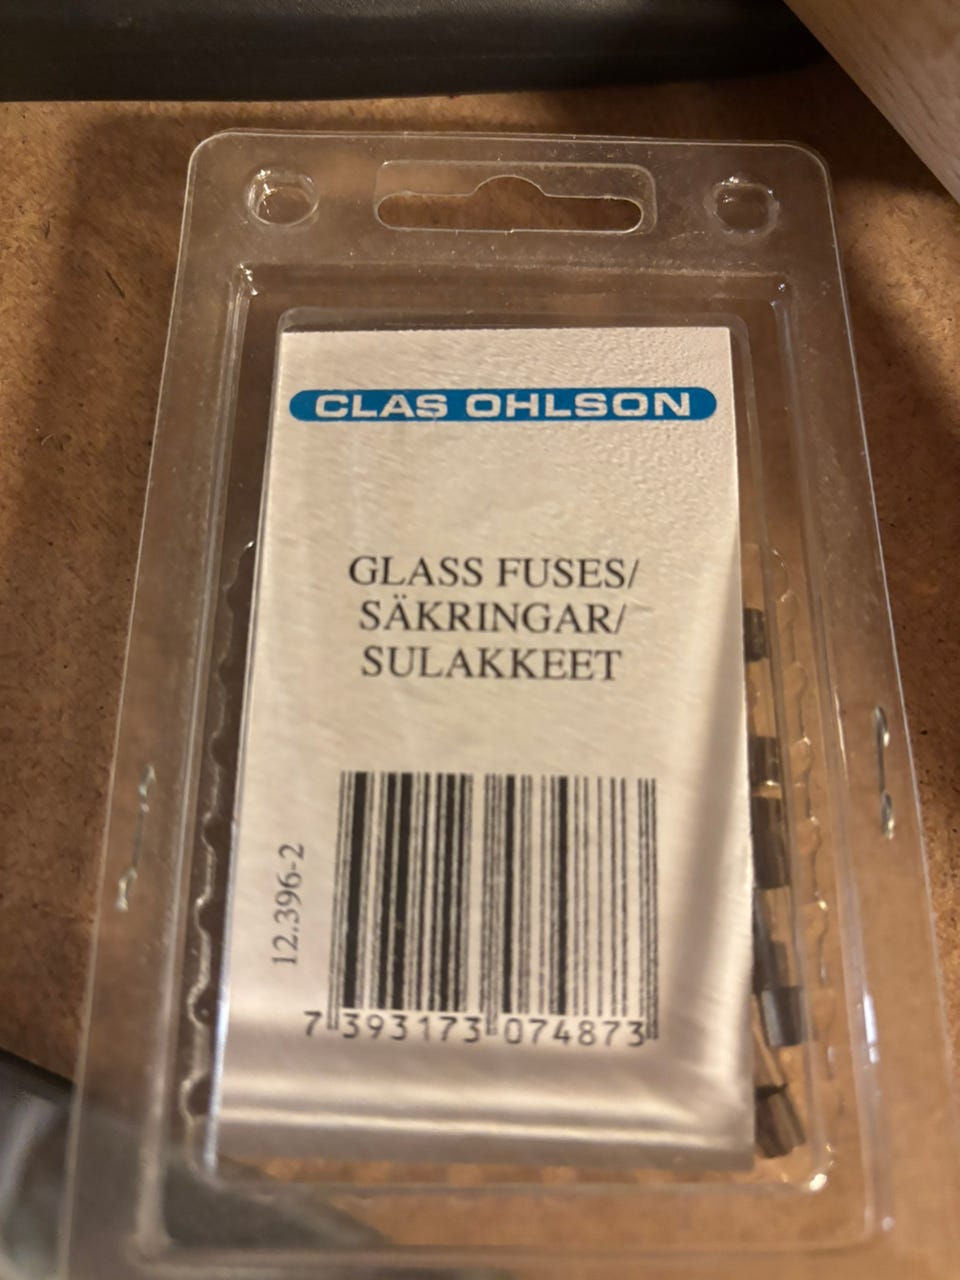 CLAS OHLSON
GLASS FUSES/
SÄKRINGAR/
SULAKKEET
12.396-2
7 393173 074873